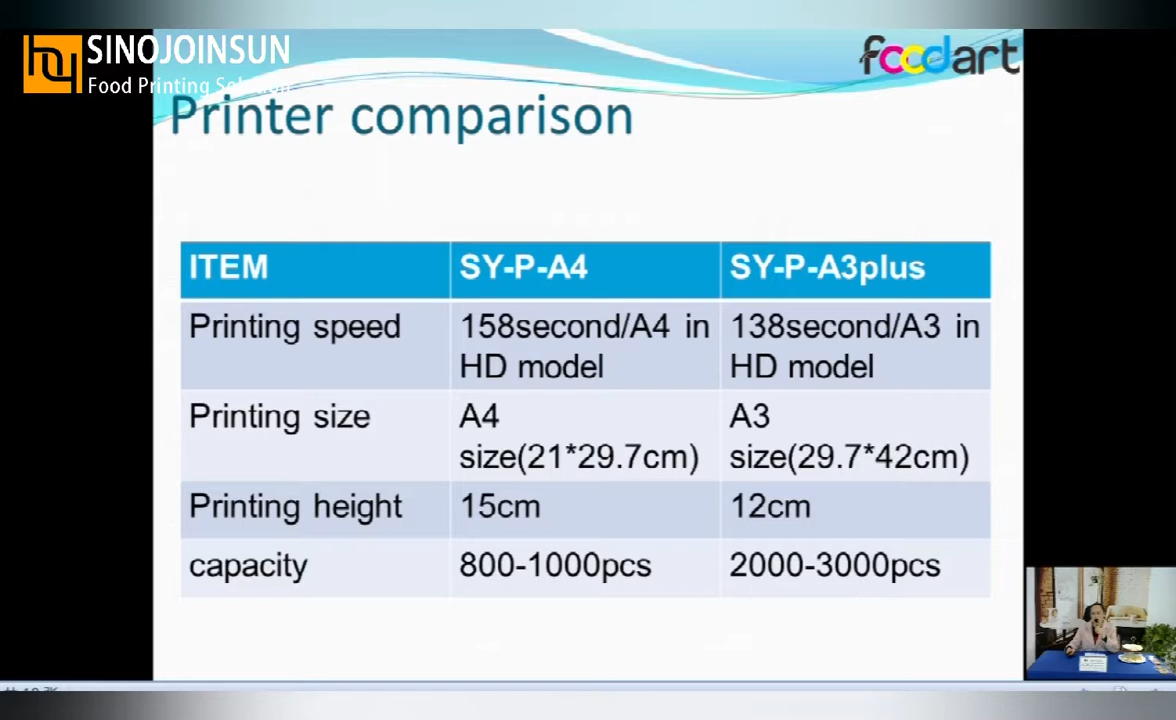 SINOJOINSUN
Food Printing Solution
foodart
Printer comparison
ITEM SY-P-A4 SY-P-A3plus
Printing speed 158second/A4 in 138second/A3 in
HD model HD model
Printing size A4 A3
size(21*29.7cm) size(29.7*42cm)
Printing height 15cm 12cm
capacity 800-1000pcs 2000-3000pcs